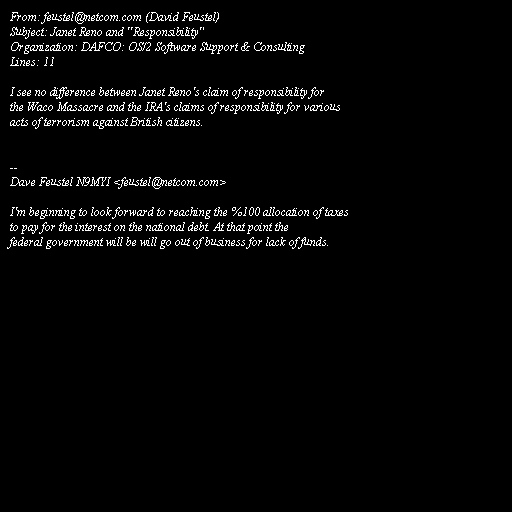 From: feustel@netcom.com (David Feustel)
Subject: Janet Reno and "Responsibility"
Organization: DAFCO: OS/2 Software Support & Consulting
Lines: 11
I see no difference between Janet Reno's claim of responsibility for
the Waco Massacre and the IRA's claims of responsibility for various
acts of terrorism against British citizens.
--
Dave Feustel N9MYI <feustel@netcom.com>
I'm beginning to look forward to reaching the %100 allocation of taxes
to pay for the interest on the national debt. At that point the
federal government will be will go out of business for lack of funds.